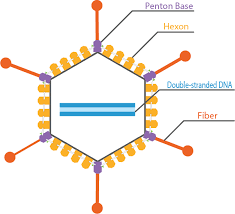 Penton Base
Hexon
Double-stranded DNA
Fiber